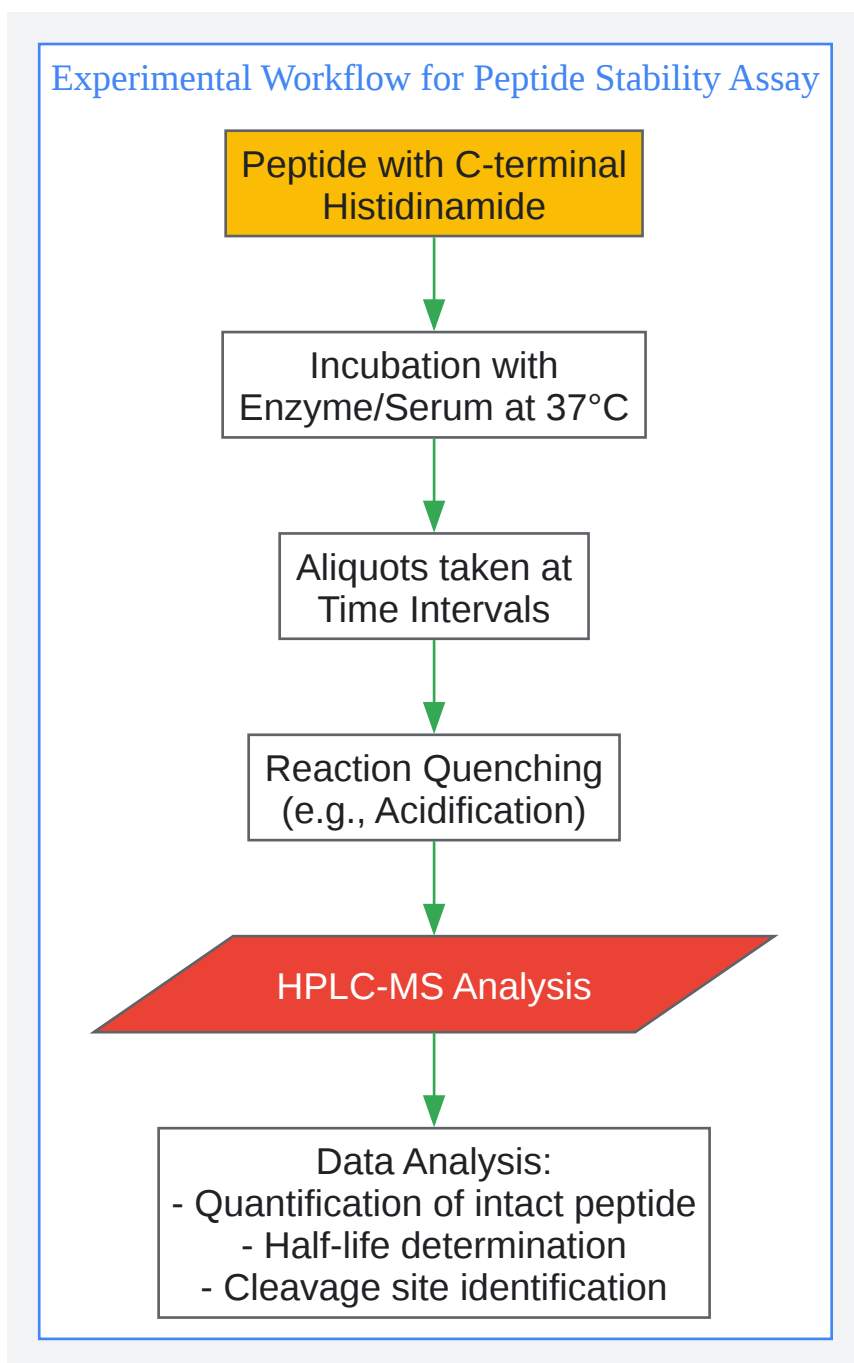 Experimental Workflow for Peptide Stability Assay
Peptide with C-terminal
Histidinamide
Incubation with
Enzyme/Serum at 37°C
Aliquots taken at
Time Intervals
Reaction Quenching
(e.g., Acidification)
HPLC-MS Analysis
Data Analysis:
- Quantification of intact peptide
- Half-life determination
- Cleavage site identification